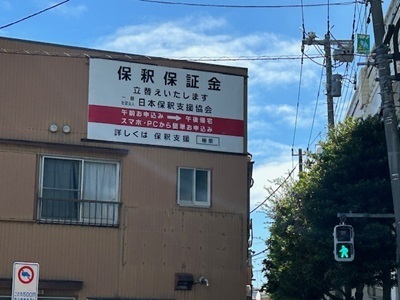 保釈保証金
立替えいたします
一般社団法人 日本保釈支援協会
午前お申込み ➡ 午後帰宅
スマホ・PCから簡単お申込み
詳しくは 保釈支援 検索